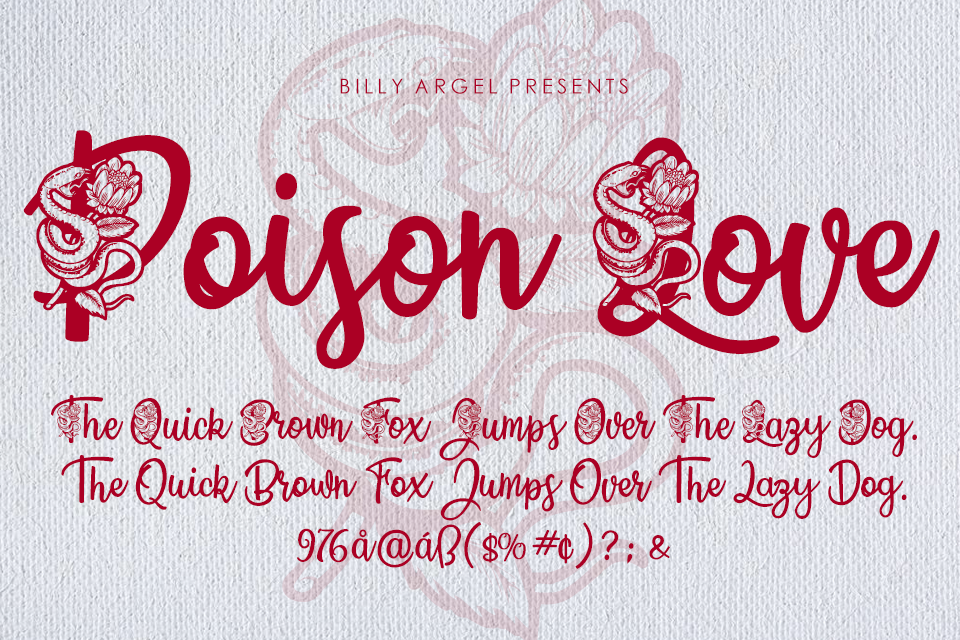 BILLY ARGEL PRESENTS
Poison Love
The Quick Brown Fox Jumps Over The Lazy Dog.
The Quick Brown Fox Jumps Over The Lazy Dog.
976å@áß($%#¢)?;&